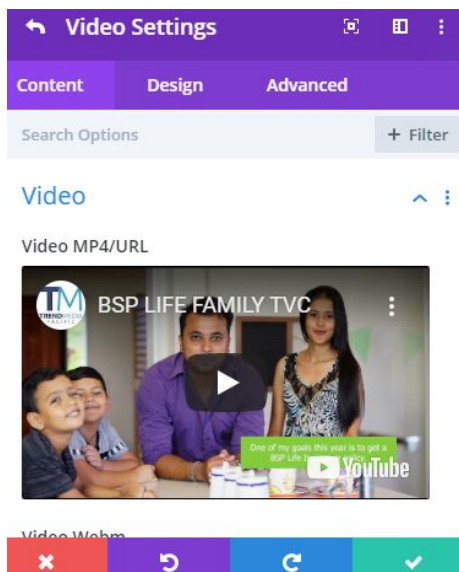 Video Settings
Content Design Advanced
Search Options + Filter
Video
Video MP4/URL
TM
TRENDMEDIA
PACIFIC
BSP LIFE FAMILY TVC
One of my goals this year is to get a
BSP Life
policy.
YouTube
Video Webm